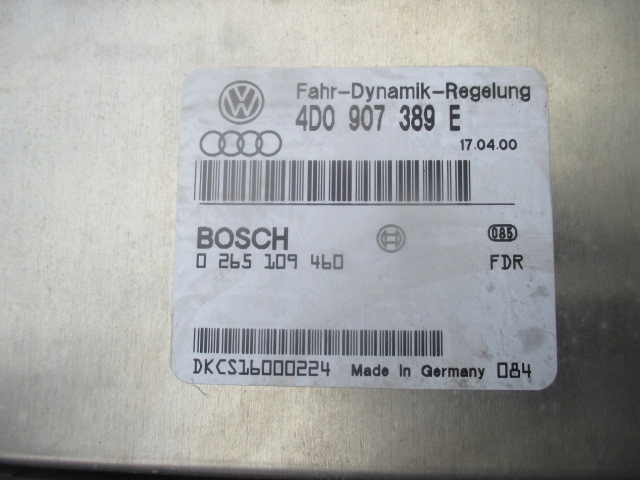 Fahr-Dynamik-Regelung
4D0 907 389 E
17.04.00
BOSCH
085
0 265 109 460
FDR
DKCS16000224 Made In Germany 084